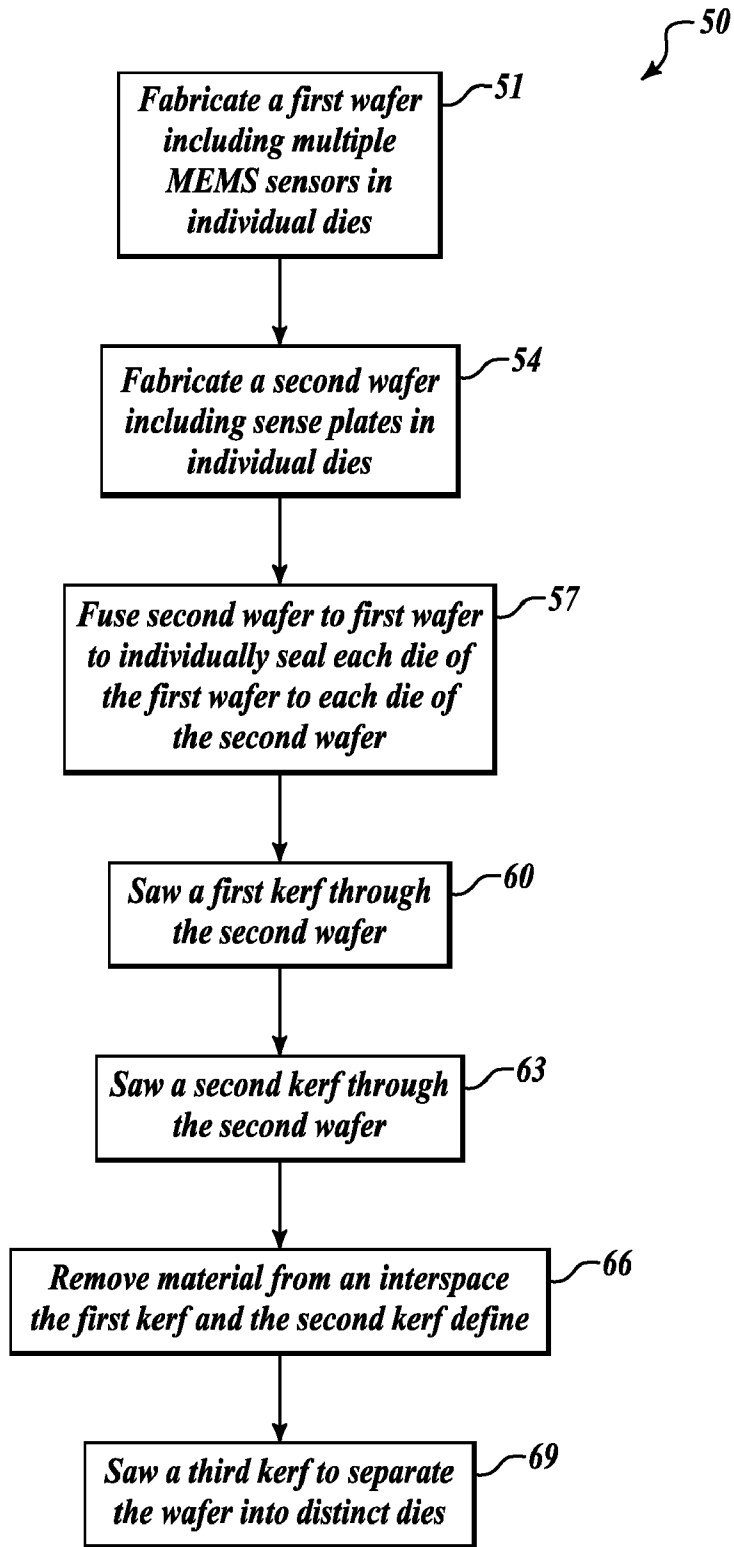 50
51
Fabricate a first wafer
including multiple
MEMS sensors in
individual dies
54
Fabricate a second wafer
including sense plates in
individual dies
57
Fuse second wafer to first wafer
to individually seal each die of
the first wafer to each die of
the second wafer
60
Saw a first kerf through
the second wafer
63
Saw a second kerf through
the second wafer
66
Remove material from an interspace
the first kerf and the second kerf define
69
Saw a third kerf to separate
the wafer into distinct dies